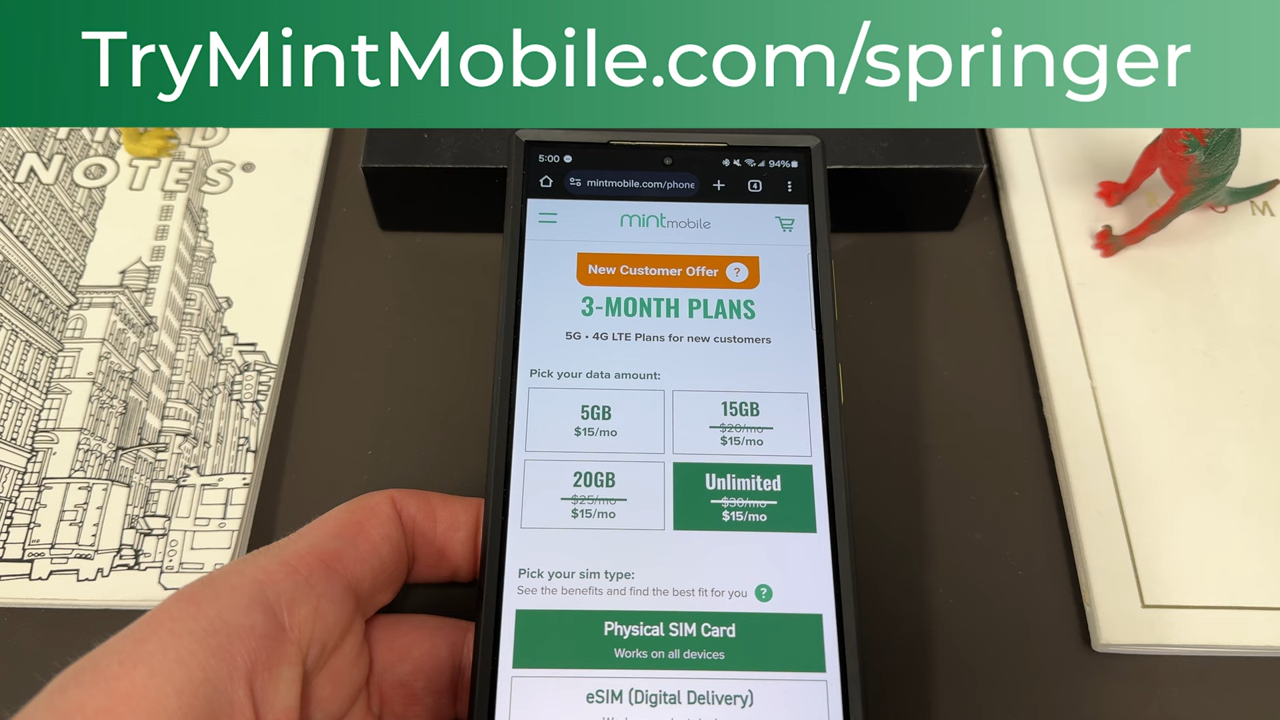 TryMintMobile.com/springer
NOTES
5:00
94%
mintmobile.com/phone
4
mint mobile
New Customer Offer ?
3-MONTH PLANS
5G • 4G LTE Plans for new customers
Pick your data amount:
5GB
$15/mo
15GB
$20/mo
$15/mo
20GB
$25/mo
$15/mo
Unlimited
$30/mo
$15/mo
Pick your sim type:
See the benefits and find the best fit for you ?
Physical SIM Card
Works on all devices
eSIM (Digital Delivery)